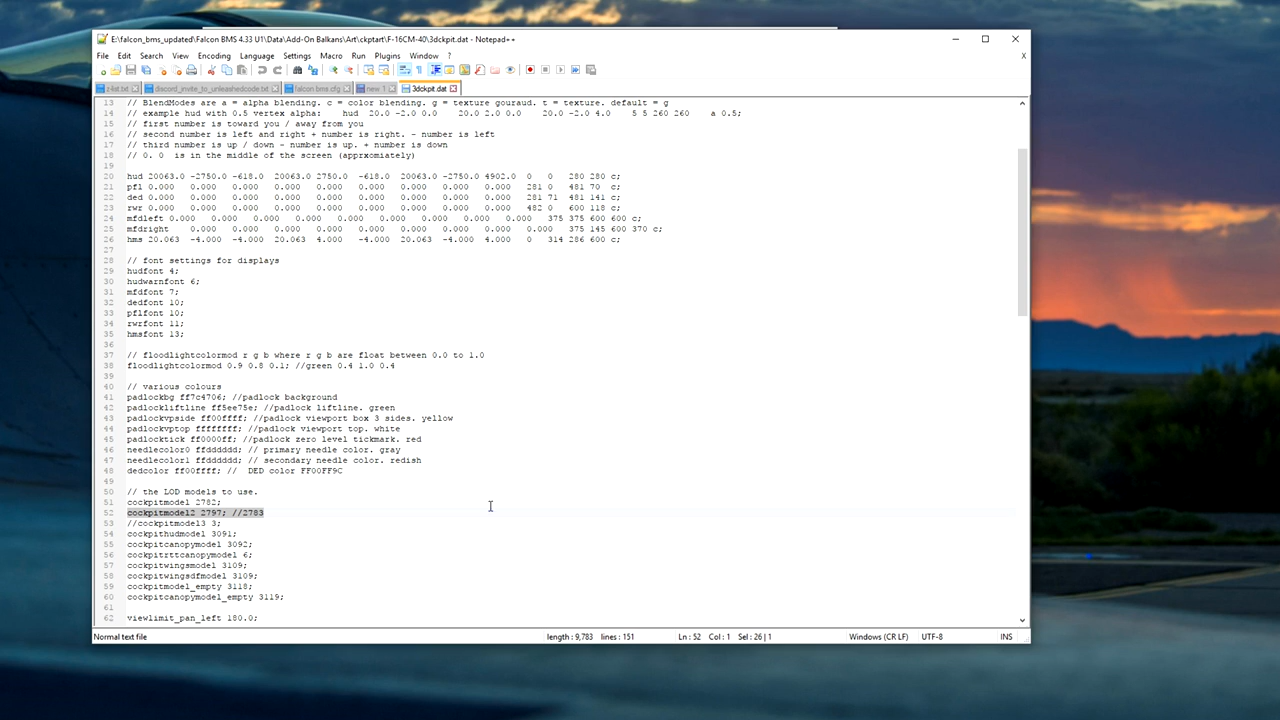 E:\falcon_bms_updated\Falcon BMS 4.33 U1\Data\Add-On Balkans\Art\ckptart\F-16CM-40\3dckpit.dat - Notepad++
File Edit Search View Encoding Language Settings Tools Macro Run Plugins Window ?
X
z4at.txt discord_invite_to_unleashedcode.txt falcon bms.cfg new 1 3dckpit.dat
13 // BlendModes are a = alpha blending. c = color blending. g = texture gouraud. t = texture. default = g
14 // example hud with 0.5 vertex alpha: hud 20.0 -2.0 0.0 20.0 2.0 0.0 20.0 -2.0 4.0 5 5 260 260 a 0.5;
15 // first number is toward you / away from you
16 // second number is left and right + number is right. - number is left
17 // third number is up / down - number is up. + number is down
18 // 0. 0 is in the middle of the screen (apprxomiately)
19
20 hud 20063.0 -2750.0 -618.0 20063.0 2750.0 -618.0 20063.0 -2750.0 4902.0 0 0 280 280 c;
21 pfl 0.000 0.000 0.000 0.000 0.000 0.000 0.000 0.000 0.000 281 0 481 70 c;
22 ded 0.000 0.000 0.000 0.000 0.000 0.000 0.000 0.000 0.000 281 71 481 141 c;
23 rwr 0.000 0.000 0.000 0.000 0.000 0.000 0.000 0.000 0.000 482 0 600 118 c;
24 mfdleft 0.000 0.000 0.000 0.000 0.000 0.000 0.000 0.000 0.000 375 375 600 600 c;
25 mfdright 0.000 0.000 0.000 0.000 0.000 0.000 0.000 0.000 0.000 375 145 600 370 c;
26 hms 20.063 -4.000 -4.000 20.063 4.000 -4.000 20.063 -4.000 4.000 0 314 286 600 c;
27
28 // font settings for displays
29 hudfont 4;
30 hudwarnfont 6;
31 mfdfont 7;
32 dedfont 10;
33 pflfont 10;
34 rwrfont 11;
35 hmsfont 13;
36
37 // floodlightcolormod r g b where r g b are float between 0.0 to 1.0
38 floodlightcolormod 0.9 0.8 0.1; //green 0.4 1.0 0.4
39
40 // various colours
41 padlockbg ff7c4706; //padlock background
42 padlockliftline ff5ee75e; //padlock liftline. green
43 padlockvpside ff00ffff; //padlock viewport box 3 sides. yellow
44 padlockvptop ffffffff; //padlock viewport top. white
45 padlocktick ff0000ff; //padlock zero level tickmark. red
46 needlecolor0 ffdddddd; // primary needle color. gray
47 needlecolor1 ffdddddd; // secondary needle color. redish
48 dedcolor ff00ffff; // DED color FF00FF9C
49
50 // the LOD models to use.
51 cockpitmodel 2782;
52 cockpitmodel2 2797; //2783
53 //cockpitmodel3 3;
54 cockpithudmodel 3091;
55 cockpitcanopymodel 3092;
56 cockpitrttcanopymodel 6;
57 cockpitwingsmodel 3109;
58 cockpitwingsdfmodel 3109;
59 cockpitmodel_empty 3118;
60 cockpitcanopymodel_empty 3119;
61
62 viewlimit_pan_left 180.0;
Normal text file length : 9,783 lines : 151 Ln : 52 Col : 1 Sel : 26 | 1 Windows (CR LF) UTF-8 INS